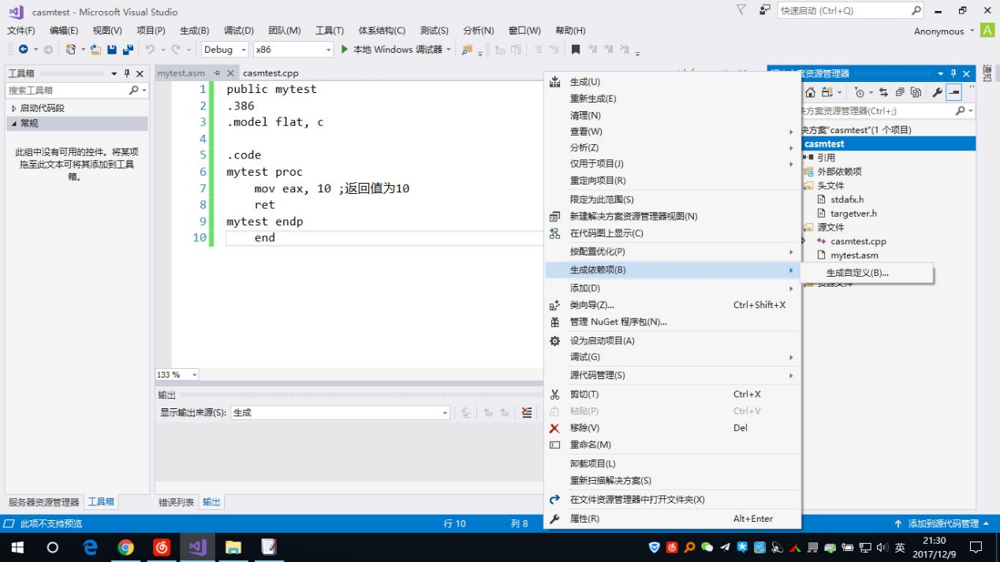 casmtest - Microsoft Visual Studio
快速启动 (Ctrl+Q)
文件(F) 编辑(E) 视图(V) 项目(P) 生成(B) 调试(D) 团队(M) 工具(T) 体系结构(C) 测试(S) 分析(N) 窗口(W) 帮助(H)
Anonymous A
Debug x86 本地 Windows 调试器
工具箱
搜索工具箱
启动代码段
常规
此组中没有可用的控件。将某项
拖至此文本可将其添加到工具
箱。
服务器资源管理器 工具箱
mytest.asm casmtest.cpp
1 public mytest
2 .386
3 .model flat, c
4
5 .code
6 mytest proc
7 mov eax, 10 ;返回值为10
8 ret
9 mytest endp
10 end
133 %
输出
显示输出来源(S): 生成
错误列表 输出
生成(U)
重新生成(E)
清理(N)
查看(W)
分析(Z)
仅用于项目(J)
重定向项目(R)
限定为此范围(S)
新建解决方案资源管理器视图(N)
在代码图上显示(C)
按配置优化(P)
生成依赖项(B)
生成自定义(B)...
添加(D)
类向导(Z)... Ctrl+Shift+X
管理 NuGet 程序包(N)...
设为启动项目(A)
调试(G)
源代码管理(S)
剪切(T) Ctrl+X
粘贴(P) Ctrl+V
移除(V) Del
重命名(M)
卸载项目(L)
重新扫描解决方案(S)
在文件资源管理器中打开文件夹(X)
属性(R) Alt+Enter
方案资源管理器
方案资源管理器(Ctrl+;)
决方案"casmtest"(1 个项目)
casmtest
引用
外部依赖项
头文件
stdafx.h
targetver.h
源文件
casmtest.cpp
mytest.asm
资源文件
通知
此项不支持预览 行 10 列 8 添加到源代码管理
英
21:30
2017/12/9